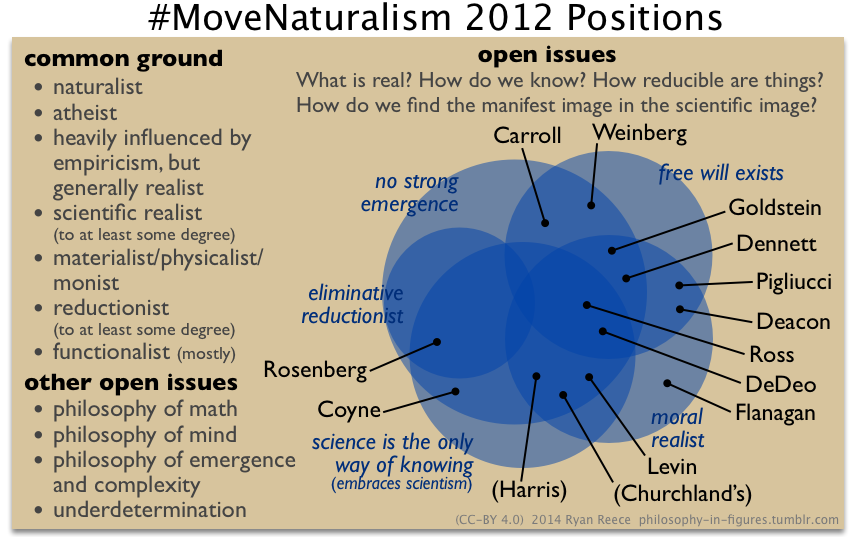 #MoveNaturalism 2012 Positions
common ground
• naturalist
• atheist
• heavily influenced by
empiricism, but
generally realist
• scientific realist
(to at least some degree)
• materialist/physicalist/
monist
• reductionist
(to at least some degree)
• functionalist (mostly)
other open issues
• philosophy of math
• philosophy of mind
• philosophy of emergence
and complexity
• underdetermination
open issues
What is real? How do we know? How reducible are things?
How do we find the manifest image in the scientific image?
Carroll
Weinberg
no strong
emergence
free will exists
Goldstein
Dennett
Pigliucci
eliminative
reductionist
Deacon
Ross
Rosenberg
DeDeo
Coyne
Flanagan
moral
realist
science is the only
way of knowing
(embraces scientism)
Levin
(Harris)
(Churchland's)
(CC-BY 4.0) 2014 Ryan Reece philosophy-in-figures.tumblr.com